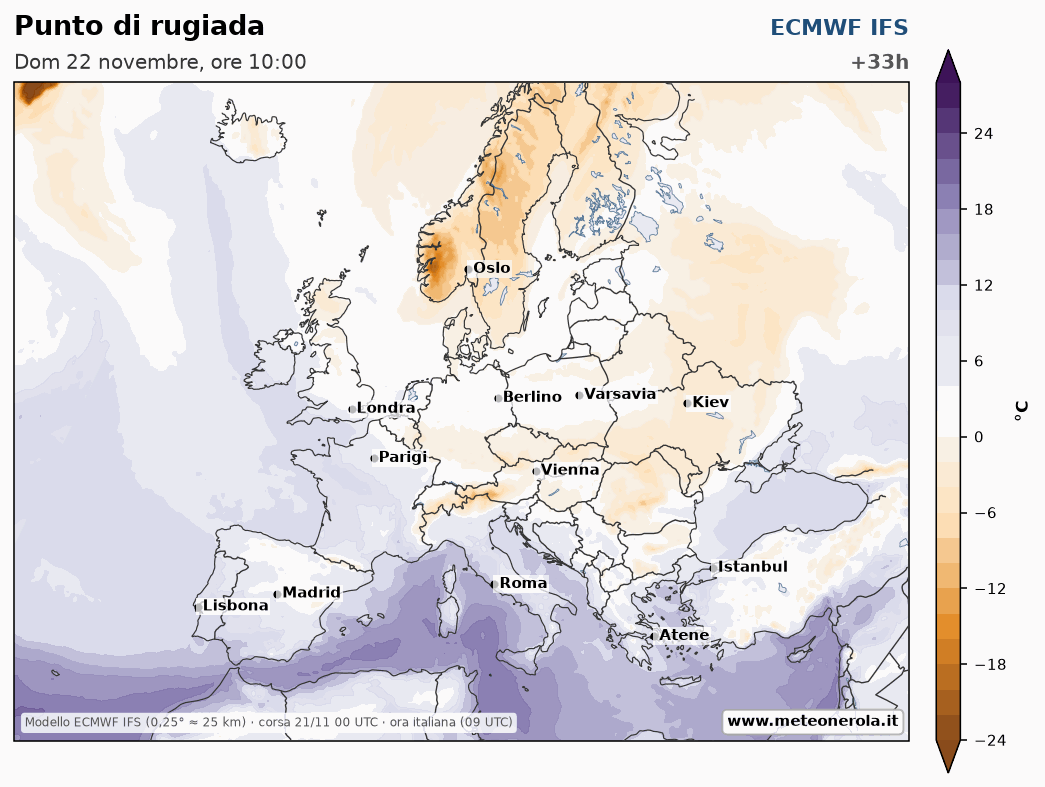 Punto di rugiada
ECMWF IFS
Dom 22 novembre, ore 10:00
+33h
Oslo
Berlino
Varsavia
Londra
Kiev
Parigi
Vienna
Istanbul
Roma
Madrid
Lisbona
Atene
24
18
12
6
0
−6
−12
−18
−24
°C
Modello ECMWF IFS (0,25° ≈ 25 km) · corsa 21/11 00 UTC · ora italiana (09 UTC)
www.meteonerola.it